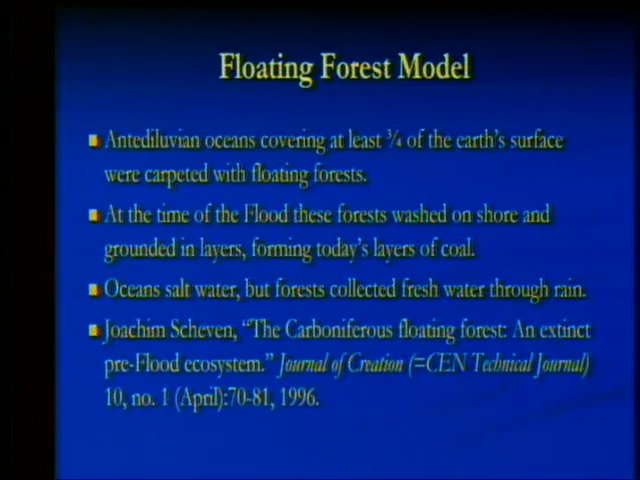 Floating Forest Model
Antediluvian oceans covering at least ¾ of the earth's surface
were carpeted with floating forests.
At the time of the Flood these forests washed on shore and
grounded in layers, forming today's layers of coal.
Oceans salt water, but forests collected fresh water through rain.
Joachim Scheven, "The Carboniferous floating forest: An extinct
pre-Flood ecosystem." Journal of Creation (=CEN Technical Journal)
10, no. 1 (April):70-81, 1996.